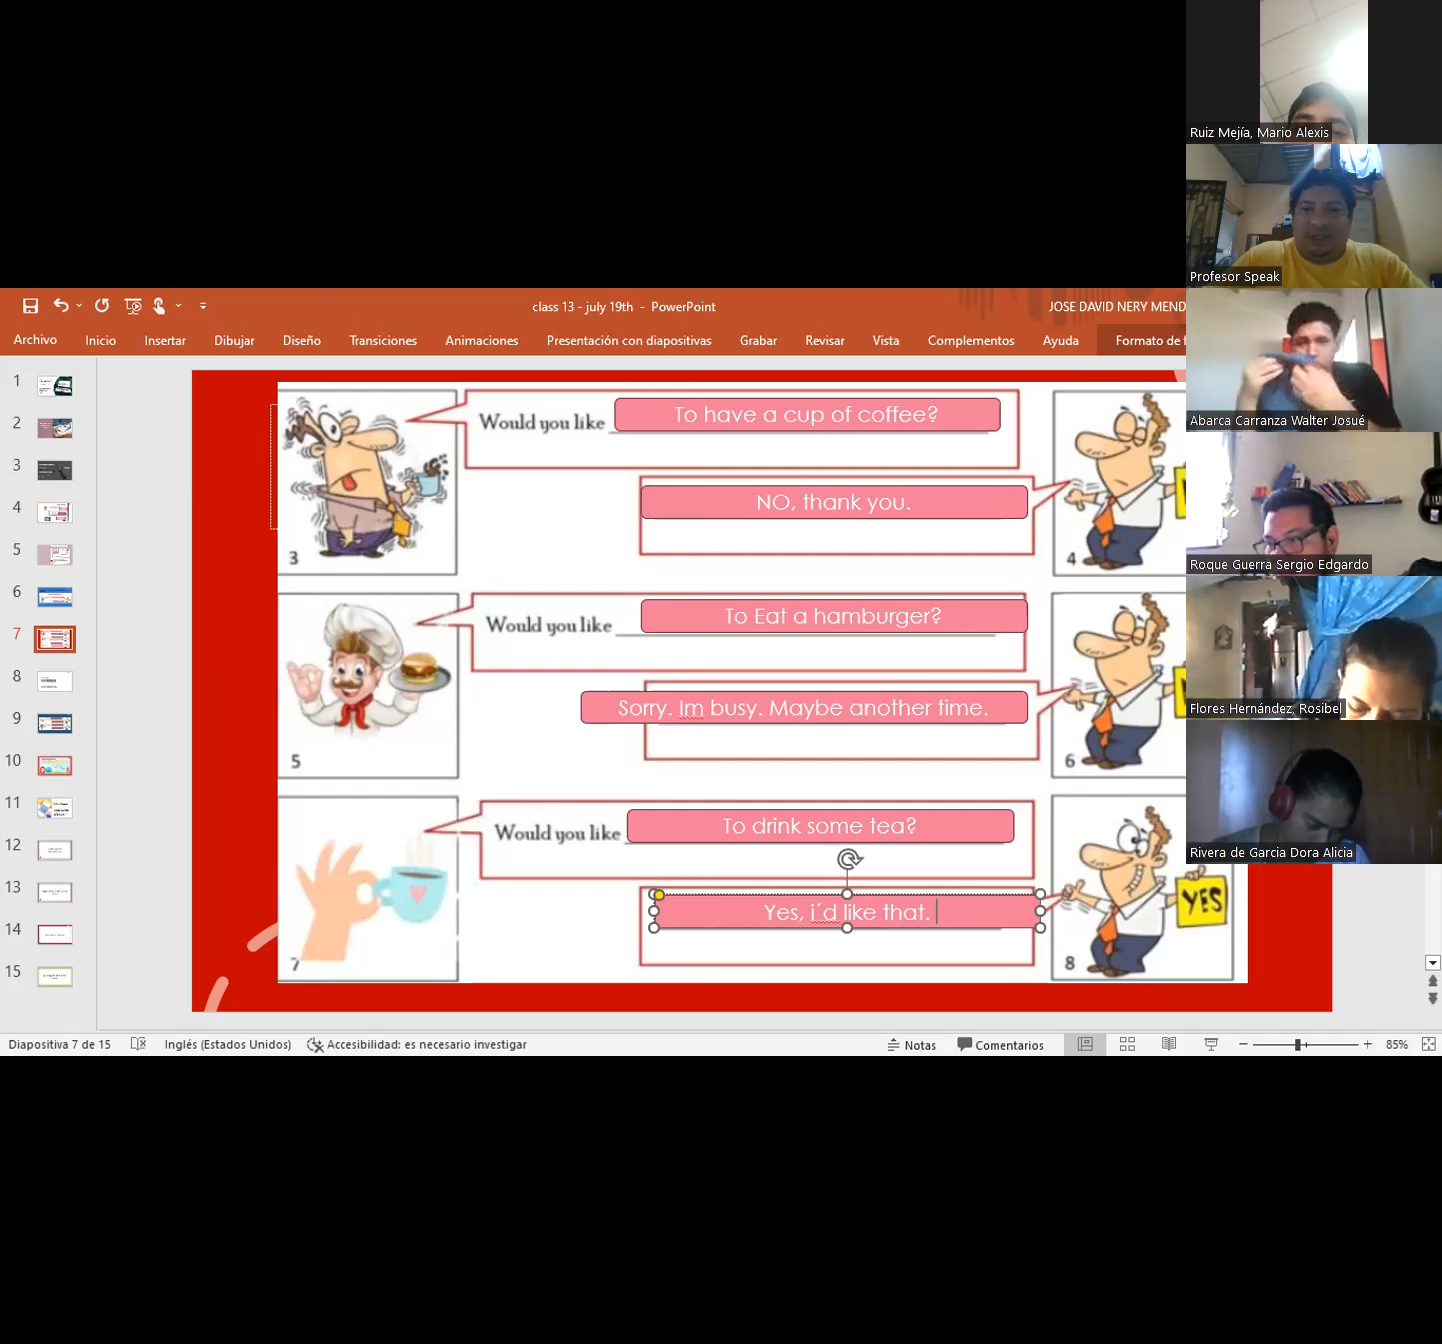 Ruiz Mejía, Mario Alexis
Profesor Speak
Abarca Carranza Walter Josué
Roque Guerra Sergio Edgardo
Flores Hernández, Rosibel
Rivera de Garcia Dora Alicia
class 13 - july 19th - PowerPoint
JOSE DAVID NERY MEND
Archivo Inicio Insertar Dibujar Diseño Transiciones Animaciones Presentación con diapositivas Grabar Revisar Vista Complementos Ayuda Formato de f
1
2
3
4
5
6
7
8
9
10
11
12
13
14
15
Would you like To have a cup of coffee?
NO, thank you.
3
4
Would you like To Eat a hamburger?
Sorry. Im busy. Maybe another time.
5
6
Would you like To drink some tea?
Yes, i´d like that.
YES
7
8
Diapositiva 7 de 15 Inglés (Estados Unidos) Accesibilidad: es necesario investigar Notas Comentarios 85%